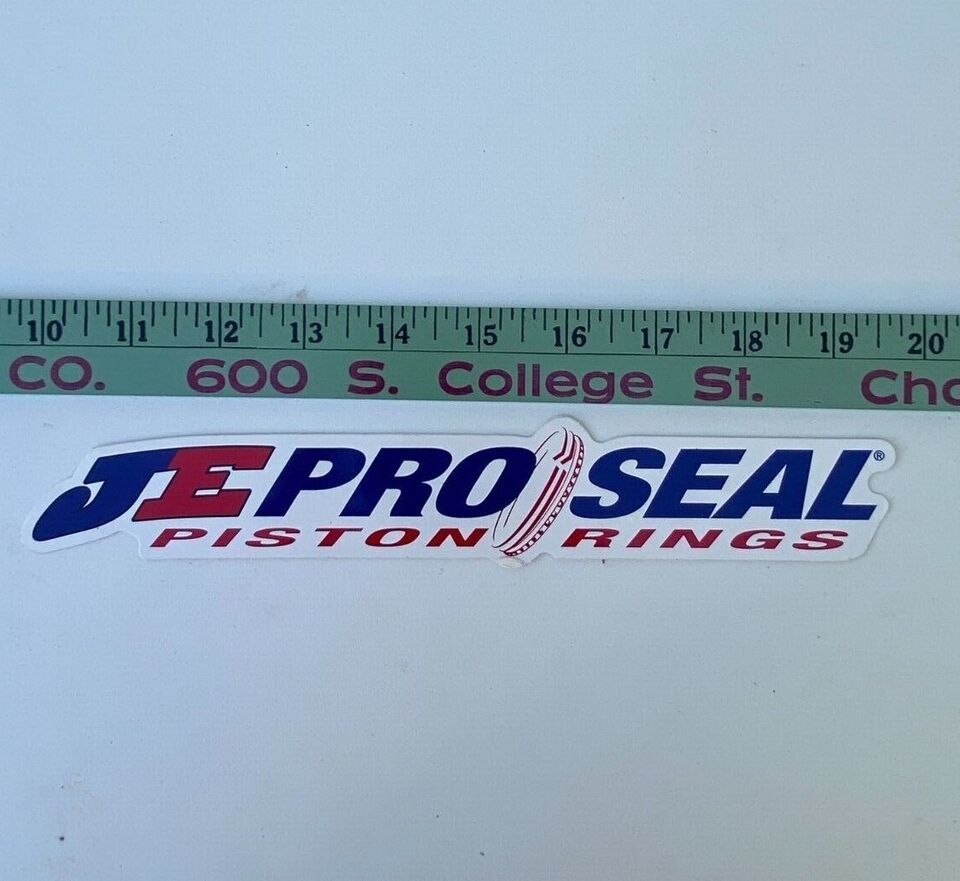 10 11 12 13 14 15 16 17 18 19 20
CO. 600 S. College St. Cha
JE PRO SEAL®
PISTON RINGS